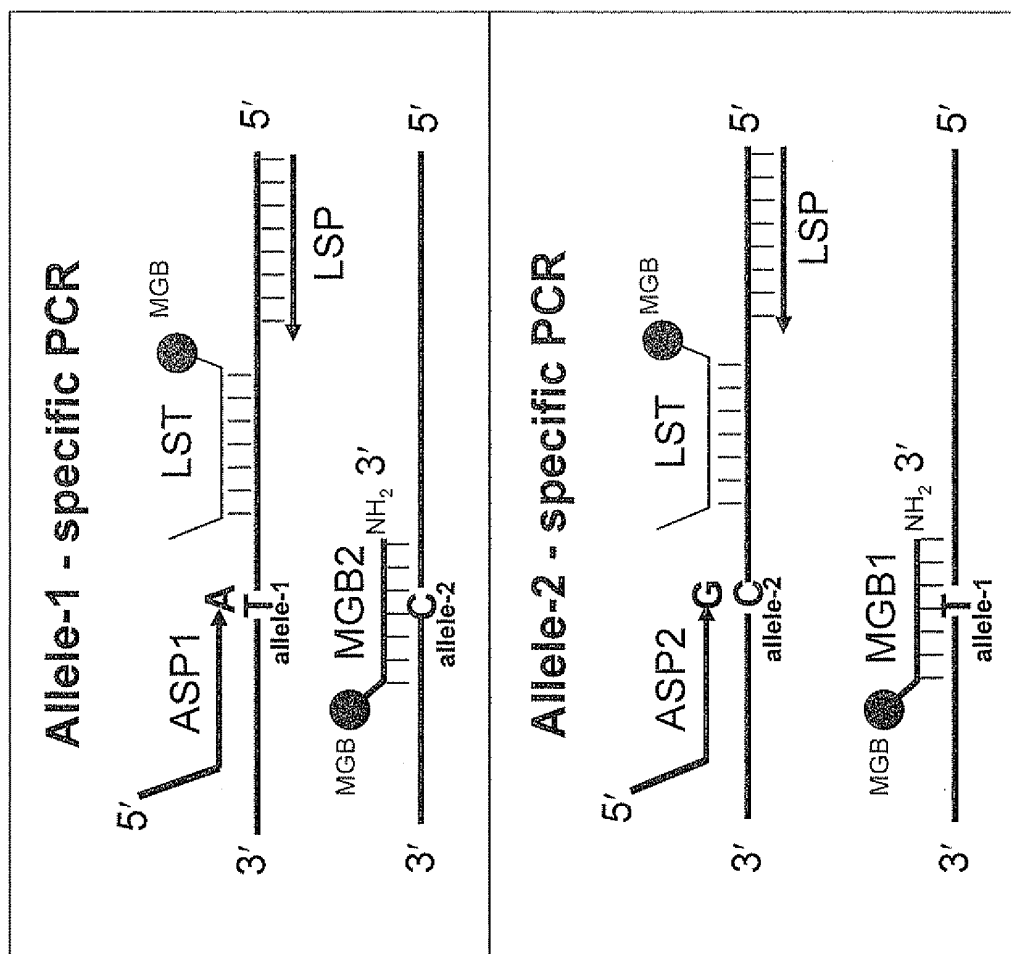 Allele-1 - specific PCR
5'
ASP1
A
LST
MGB
3'
T
allele-1
5'
LSP
MGB
MGB2
NH2 3'
3'
C
allele-2
5'
Allele-2 - specific PCR
5'
ASP2
G
LST
MGB
3'
C
allele-2
5'
LSP
MGB
MGB1
NH2 3'
3'
T
allele-1
5'